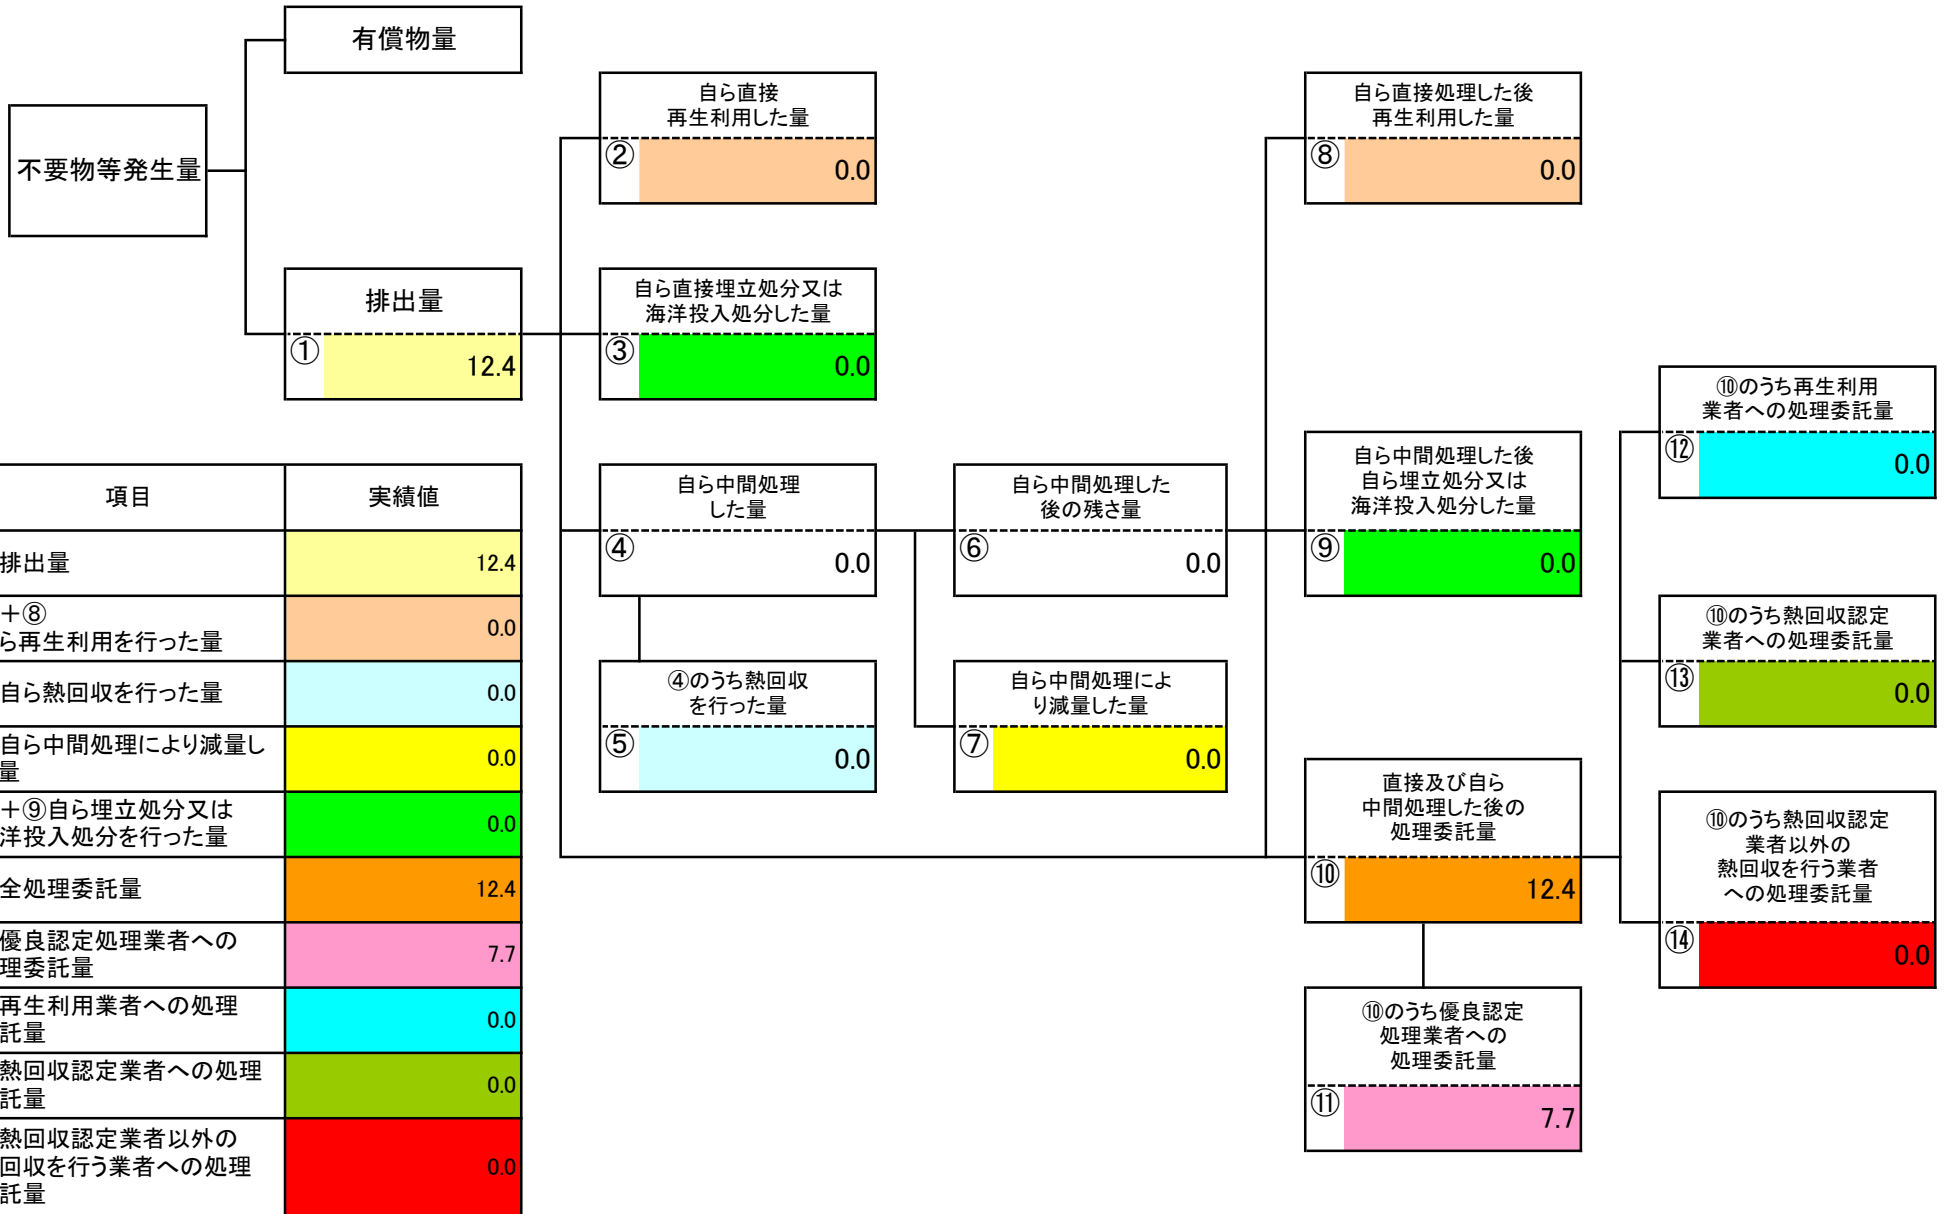 有償物量
不要物等発生量
排出量
①
12.4
自ら直接
再生利用した量
②
0.0
自ら直接埋立処分又は
海洋投入処分した量
③
0.0
自ら中間処理
した量
④
0.0
④のうち熱回収
を行った量
⑤
0.0
自ら中間処理した
後の残さ量
⑥
0.0
自ら中間処理によ
り減量した量
⑦
0.0
自ら直接処理した後
再生利用した量
⑧
0.0
自ら中間処理した後
自ら埋立処分又は
海洋投入処分した量
⑨
0.0
直接及び自ら
中間処理した後の
処理委託量
⑩
12.4
⑩のうち優良認定
処理業者への
処理委託量
⑪
7.7
⑩のうち再生利用
業者への処理委託量
⑫
0.0
⑩のうち熱回収認定
業者への処理委託量
⑬
0.0
⑩のうち熱回収認定
業者以外の
熱回収を行う業者
への処理委託量
⑭
0.0
項目
実績値
排出量
12.4
+⑧
ら再生利用を行った量
0.0
自ら熱回収を行った量
0.0
自ら中間処理により減量し
量
0.0
+⑨自ら埋立処分又は
洋投入処分を行った量
0.0
全処理委託量
12.4
優良認定処理業者への
理委託量
7.7
再生利用業者への処理
託量
0.0
熱回収認定業者への処理
託量
0.0
熱回収認定業者以外の
回収を行う業者への処理
託量
0.0